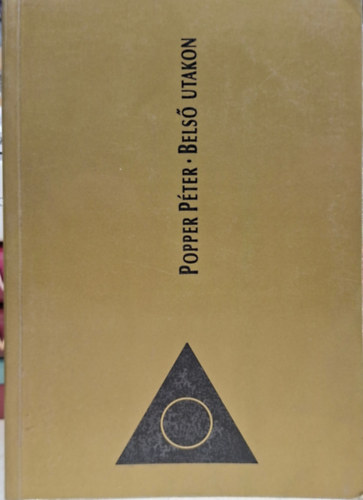 POPPER PÉTER · BELSŐ UTAKON